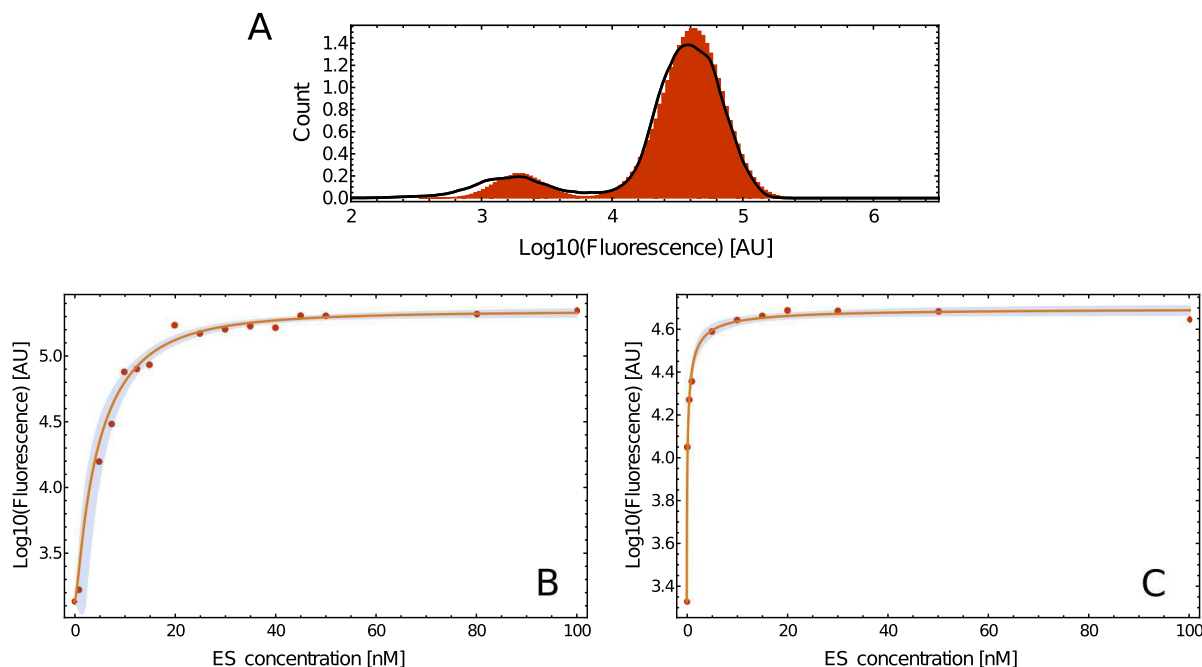 A
1.4
1.2
1.0
0.8
0.6
0.4
0.2
0.0
Count
2 3 4 5 6
Log10(Fluorescence) [AU]
5.0
4.5
4.0
3.5
Log10(Fluorescence) [AU]
0 20 40 60 80 100
ES concentration [nM]
B
4.6
4.4
4.2
4.0
3.8
3.6
3.4
Log10(Fluorescence) [AU]
0 20 40 60 80 100
ES concentration [nM]
C